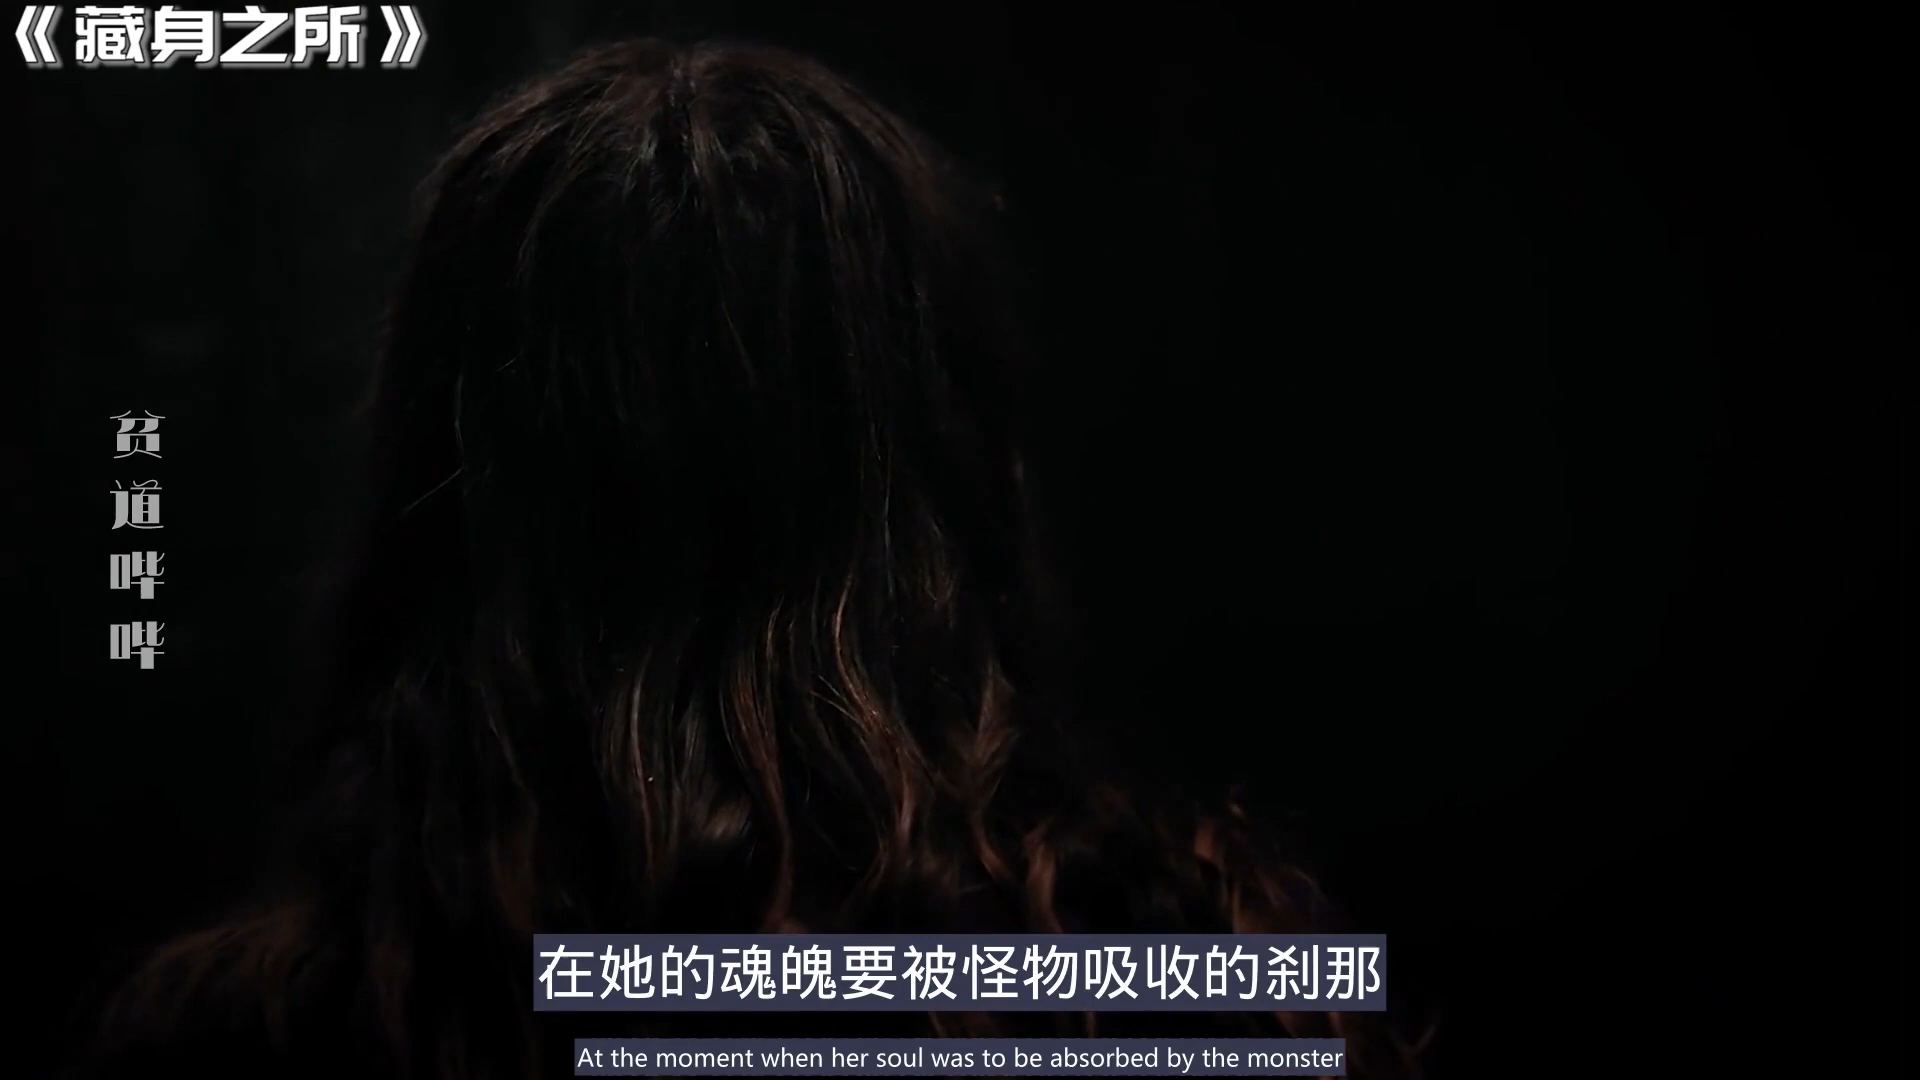 《藏身之所》
贫道哔哔
在她的魂魄要被怪物吸收的刹那
At the moment when her soul was to be absorbed by the monster